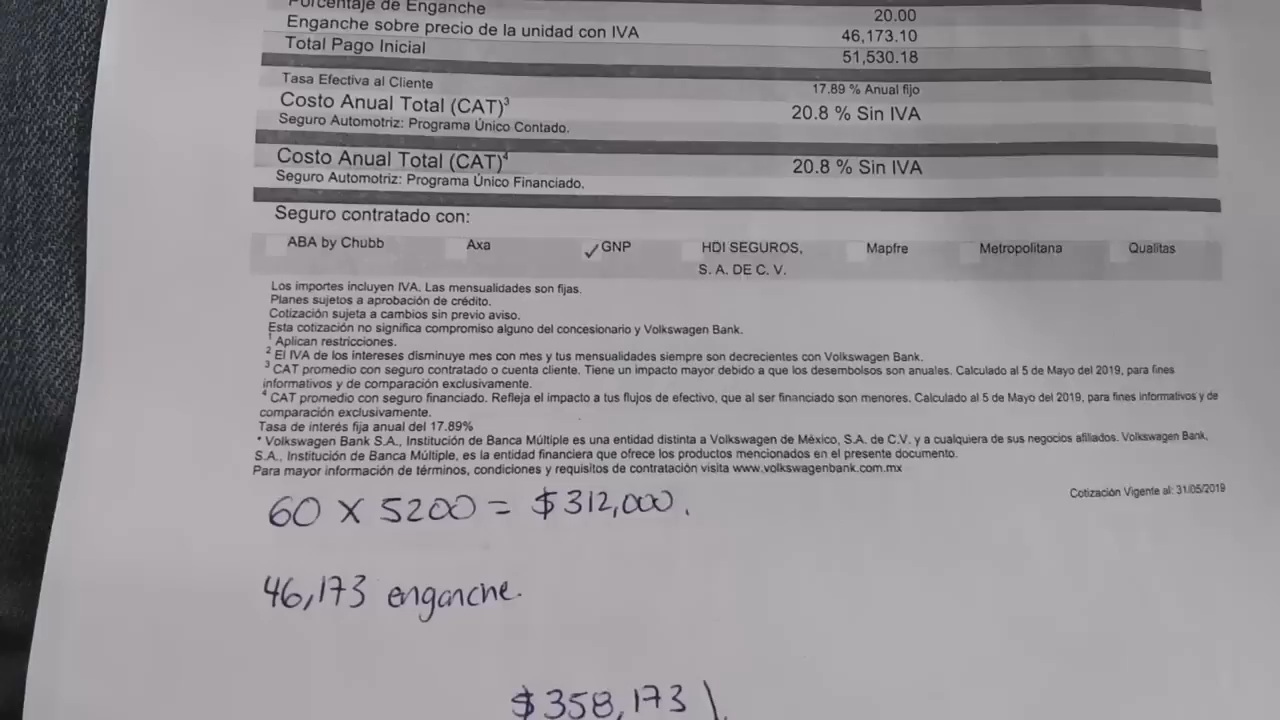 Porcentaje de Enganche 20.00
Enganche sobre precio de la unidad con IVA 46,173.10
Total Pago Inicial 51,530.18
Tasa Efectiva al Cliente 17.89 % Anual fijo
Costo Anual Total (CAT)³ 20.8 % Sin IVA
Seguro Automotriz: Programa Único Contado.
Costo Anual Total (CAT)⁴ 20.8 % Sin IVA
Seguro Automotriz: Programa Único Financiado.
Seguro contratado con:
ABA by Chubb Axa ✓GNP HDI SEGUROS, Mapfre Metropolitana Qualitas
S. A. DE C. V.
Los importes incluyen IVA. Las mensualidades son fijas.
Planes sujetos a aprobación de crédito.
Cotización sujeta a cambios sin previo aviso.
Esta cotización no significa compromiso alguno del concesionario y Volkswagen Bank.
¹ Aplican restricciones.
² El IVA de los intereses disminuye mes con mes y tus mensualidades siempre son decrecientes con Volkswagen Bank.
³ CAT promedio con seguro contratado o cuenta cliente. Tiene un impacto mayor debido a que los desembolsos son anuales. Calculado al 5 de Mayo del 2019, para fines
informativos y de comparación exclusivamente.
⁴ CAT promedio con seguro financiado. Refleja el impacto a tus flujos de efectivo, que al ser financiado son menores. Calculado al 5 de Mayo del 2019, para fines informativos y de
comparación exclusivamente.
Tasa de interés fija anual del 17.89%
* Volkswagen Bank S.A., Institución de Banca Múltiple es una entidad distinta a Volkswagen de México, S.A. de C.V. y a cualquiera de sus negocios afiliados. Volkswagen Bank,
S.A., Institución de Banca Múltiple, es la entidad financiera que ofrece los productos mencionados en el presente documento.
Para mayor información de términos, condiciones y requisitos de contratación visita www.volkswagenbank.com.mx
Cotización Vigente al: 31/05/2019
60 X 5200 = $312,000.
46,173 enganche.
$358,173